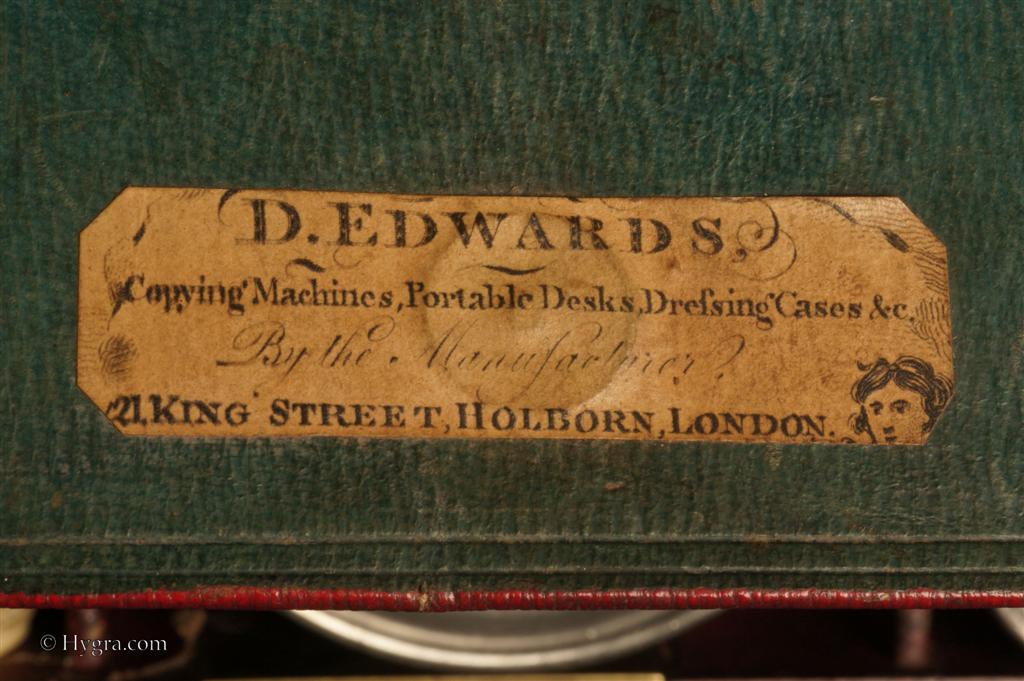 D. EDWARDS,
Copying Machines, Portable Desks, Dreſsing Cases &c.
By the Manufacturer
21, KING STREET, HOLBORN, LONDON.
© Hygra.com